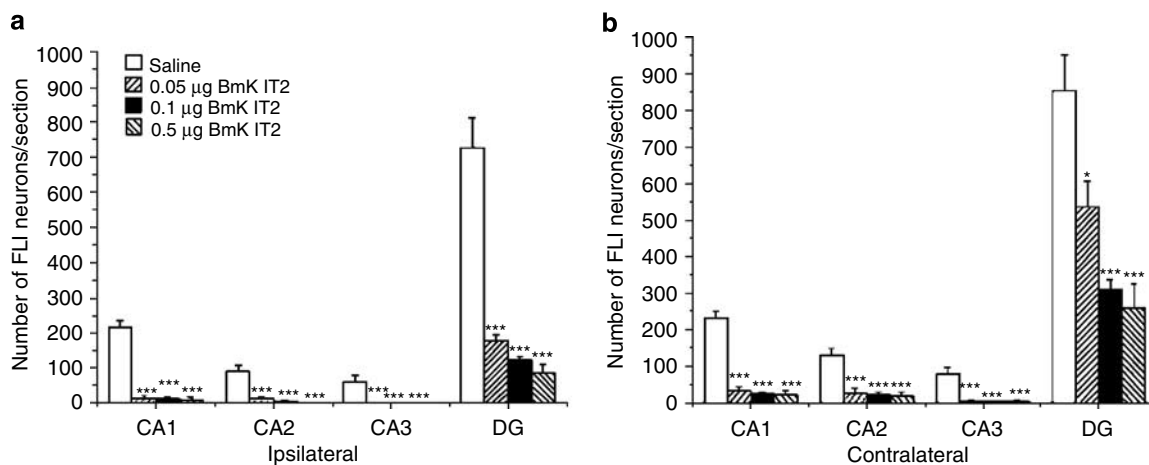 a
Number of FLI neurons/section
1000
900
800
700
600
500
400
300
200
100
0
Saline
0.05 μg BmK IT2
0.1 μg BmK IT2
0.5 μg BmK IT2
*** *** ***
*** *** ***
*** *** ***
*** *** ***
CA1 CA2 CA3 DG
Ipsilateral
b
Number of FLI neurons/section
1000
900
800
700
600
500
400
300
200
100
0
*** *** ***
*** *** ***
*** *** ***
* *** ***
CA1 CA2 CA3 DG
Contralateral